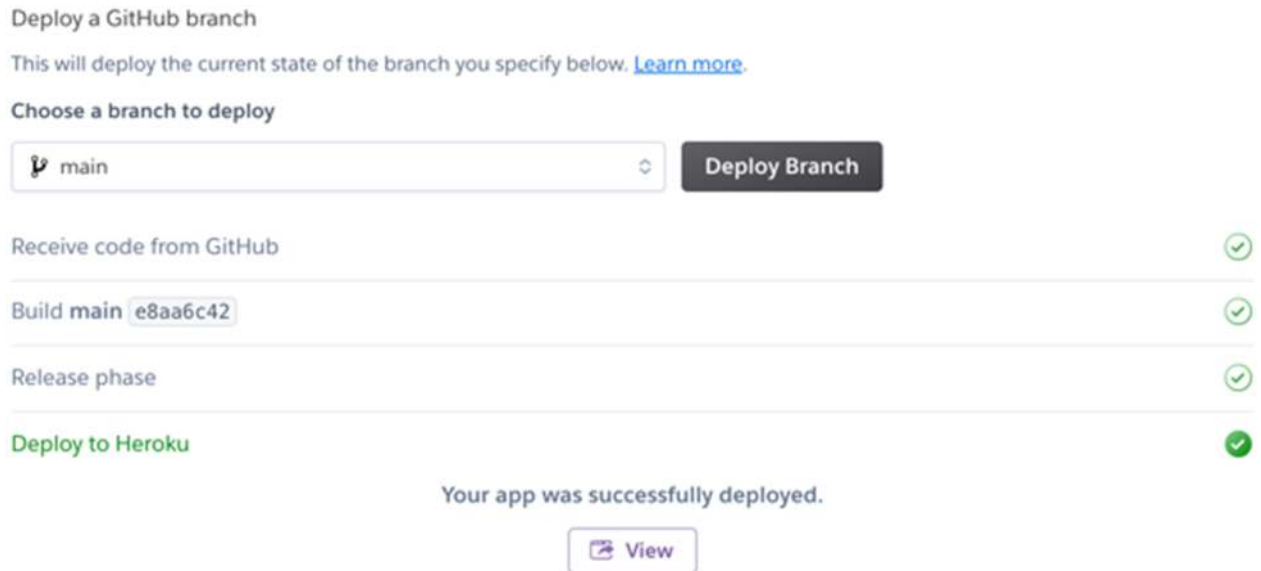 Deploy a GitHub branch
This will deploy the current state of the branch you specify below. Learn more.
Choose a branch to deploy
main
Deploy Branch
Receive code from GitHub
Build main e8aa6c42
Release phase
Deploy to Heroku
Your app was successfully deployed.
View